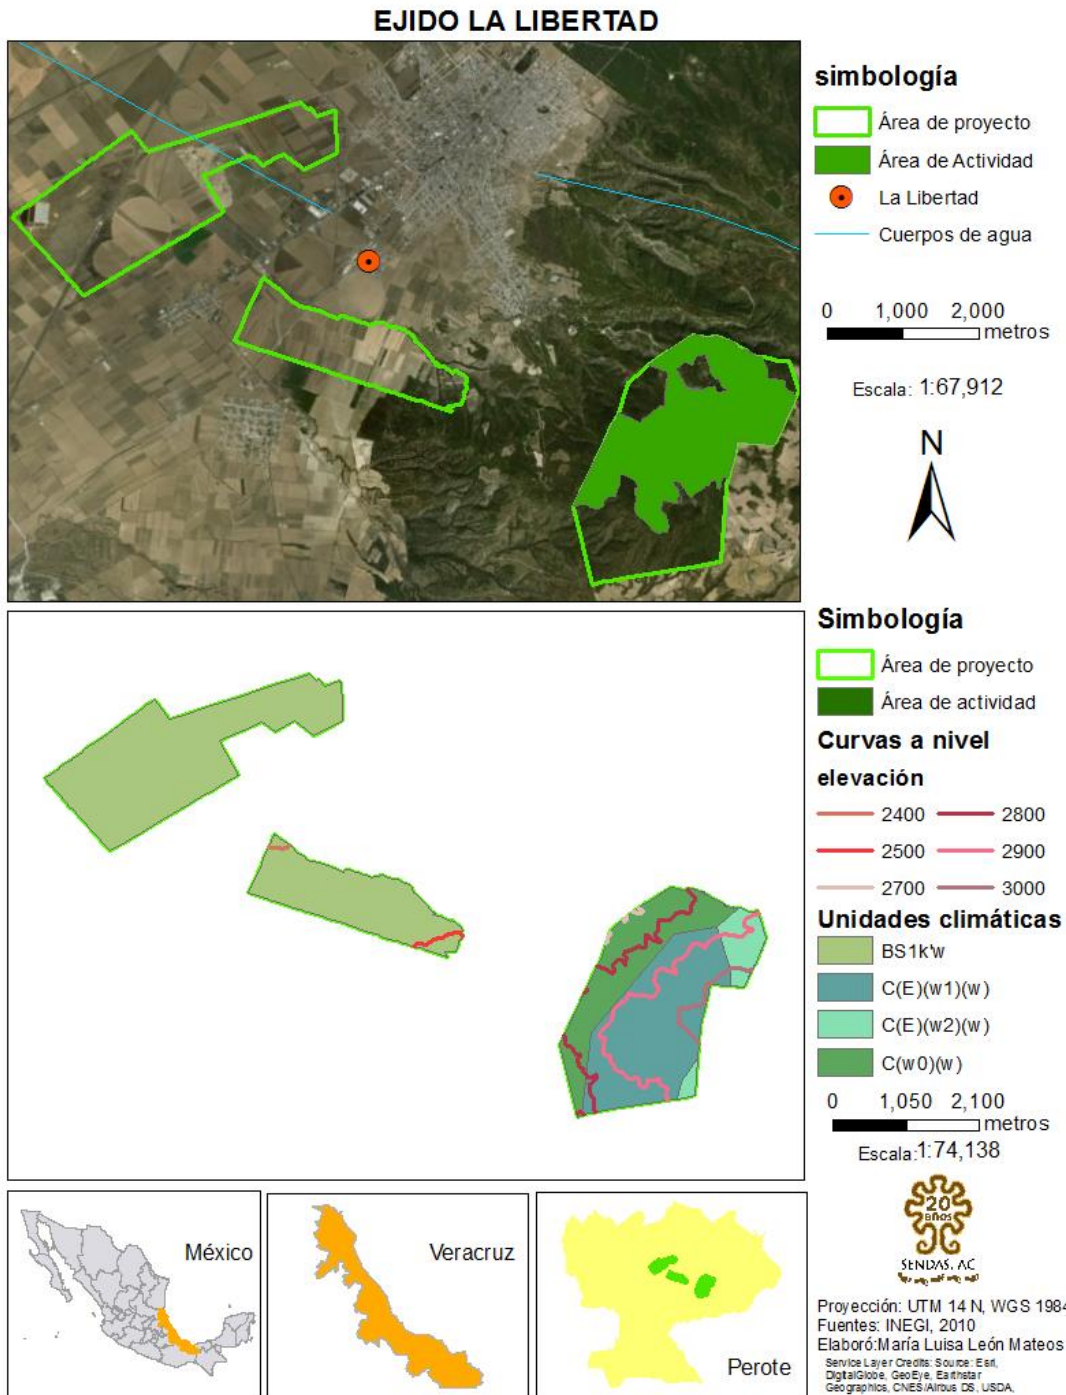 EJIDO LA LIBERTAD
simbología
Área de proyecto
Área de Actividad
La Libertad
Cuerpos de agua
0 1,000 2,000
metros
Escala: 1:67,912
N
Simbología
Área de proyecto
Área de actividad
Curvas a nivel
elevación
2400 2800
2500 2900
2700 3000
Unidades climáticas
BS1k'w
C(E)(w1)(w)
C(E)(w2)(w)
C(w0)(w)
0 1,050 2,100
metros
Escala:1:74,138
México
Veracruz
Perote
20
años
SENDAS, AC
Proyección: UTM 14 N, WGS 1984
Fuentes: INEGI, 2010
Elaboró:María Luisa León Mateos
Service Layer Credits: Source: Esri,
DigitalGlobe, GeoEye, Earthstar
Geographics, CNES/Airbus DS, USDA,